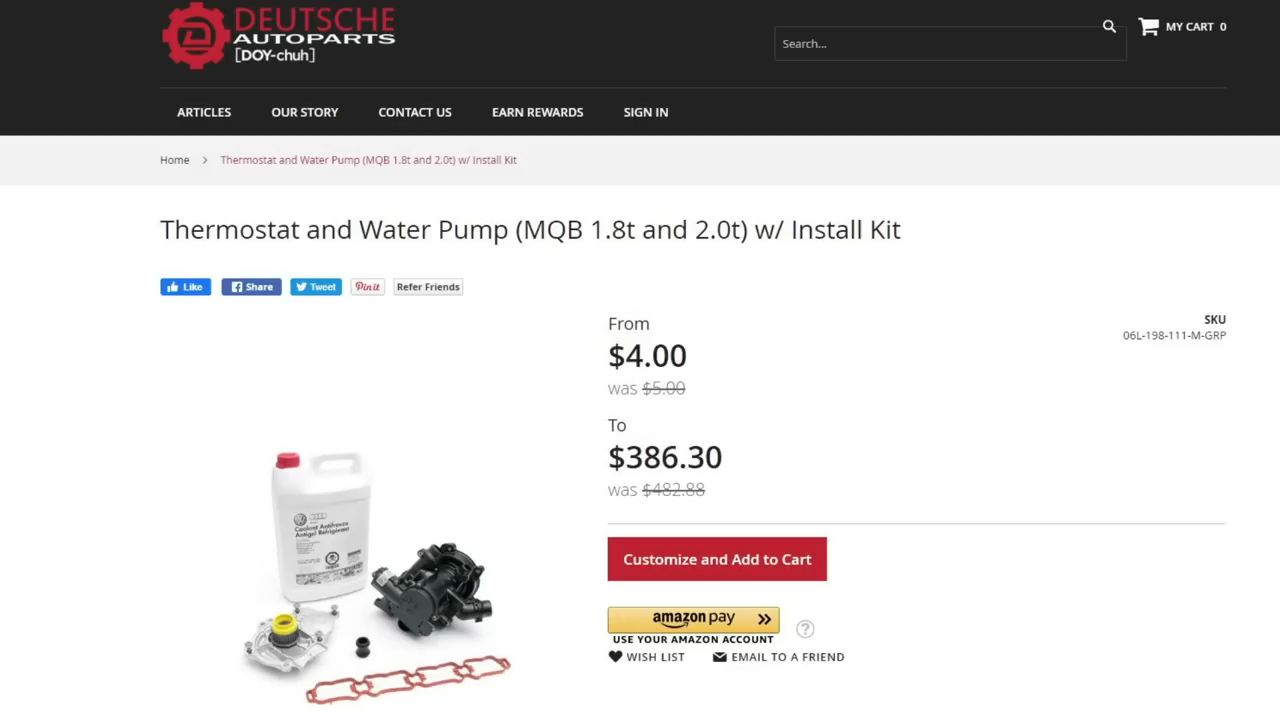 DEUTSCHE
AUTOPARTS
[DOY-chuh]
Search...
MY CART 0
ARTICLES OUR STORY CONTACT US EARN REWARDS SIGN IN
Home > Thermostat and Water Pump (MQB 1.8t and 2.0t) w/ Install Kit
Thermostat and Water Pump (MQB 1.8t and 2.0t) w/ Install Kit
Like Share Tweet Pin it Refer Friends
From
$4.00
was $5.00
To
$386.30
was $482.88
SKU
06L-198-111-M-GRP
Customize and Add to Cart
amazon pay
USE YOUR AMAZON ACCOUNT
?
WISH LIST EMAIL TO A FRIEND
Coolant Antifreeze
Antigel Refrigerant